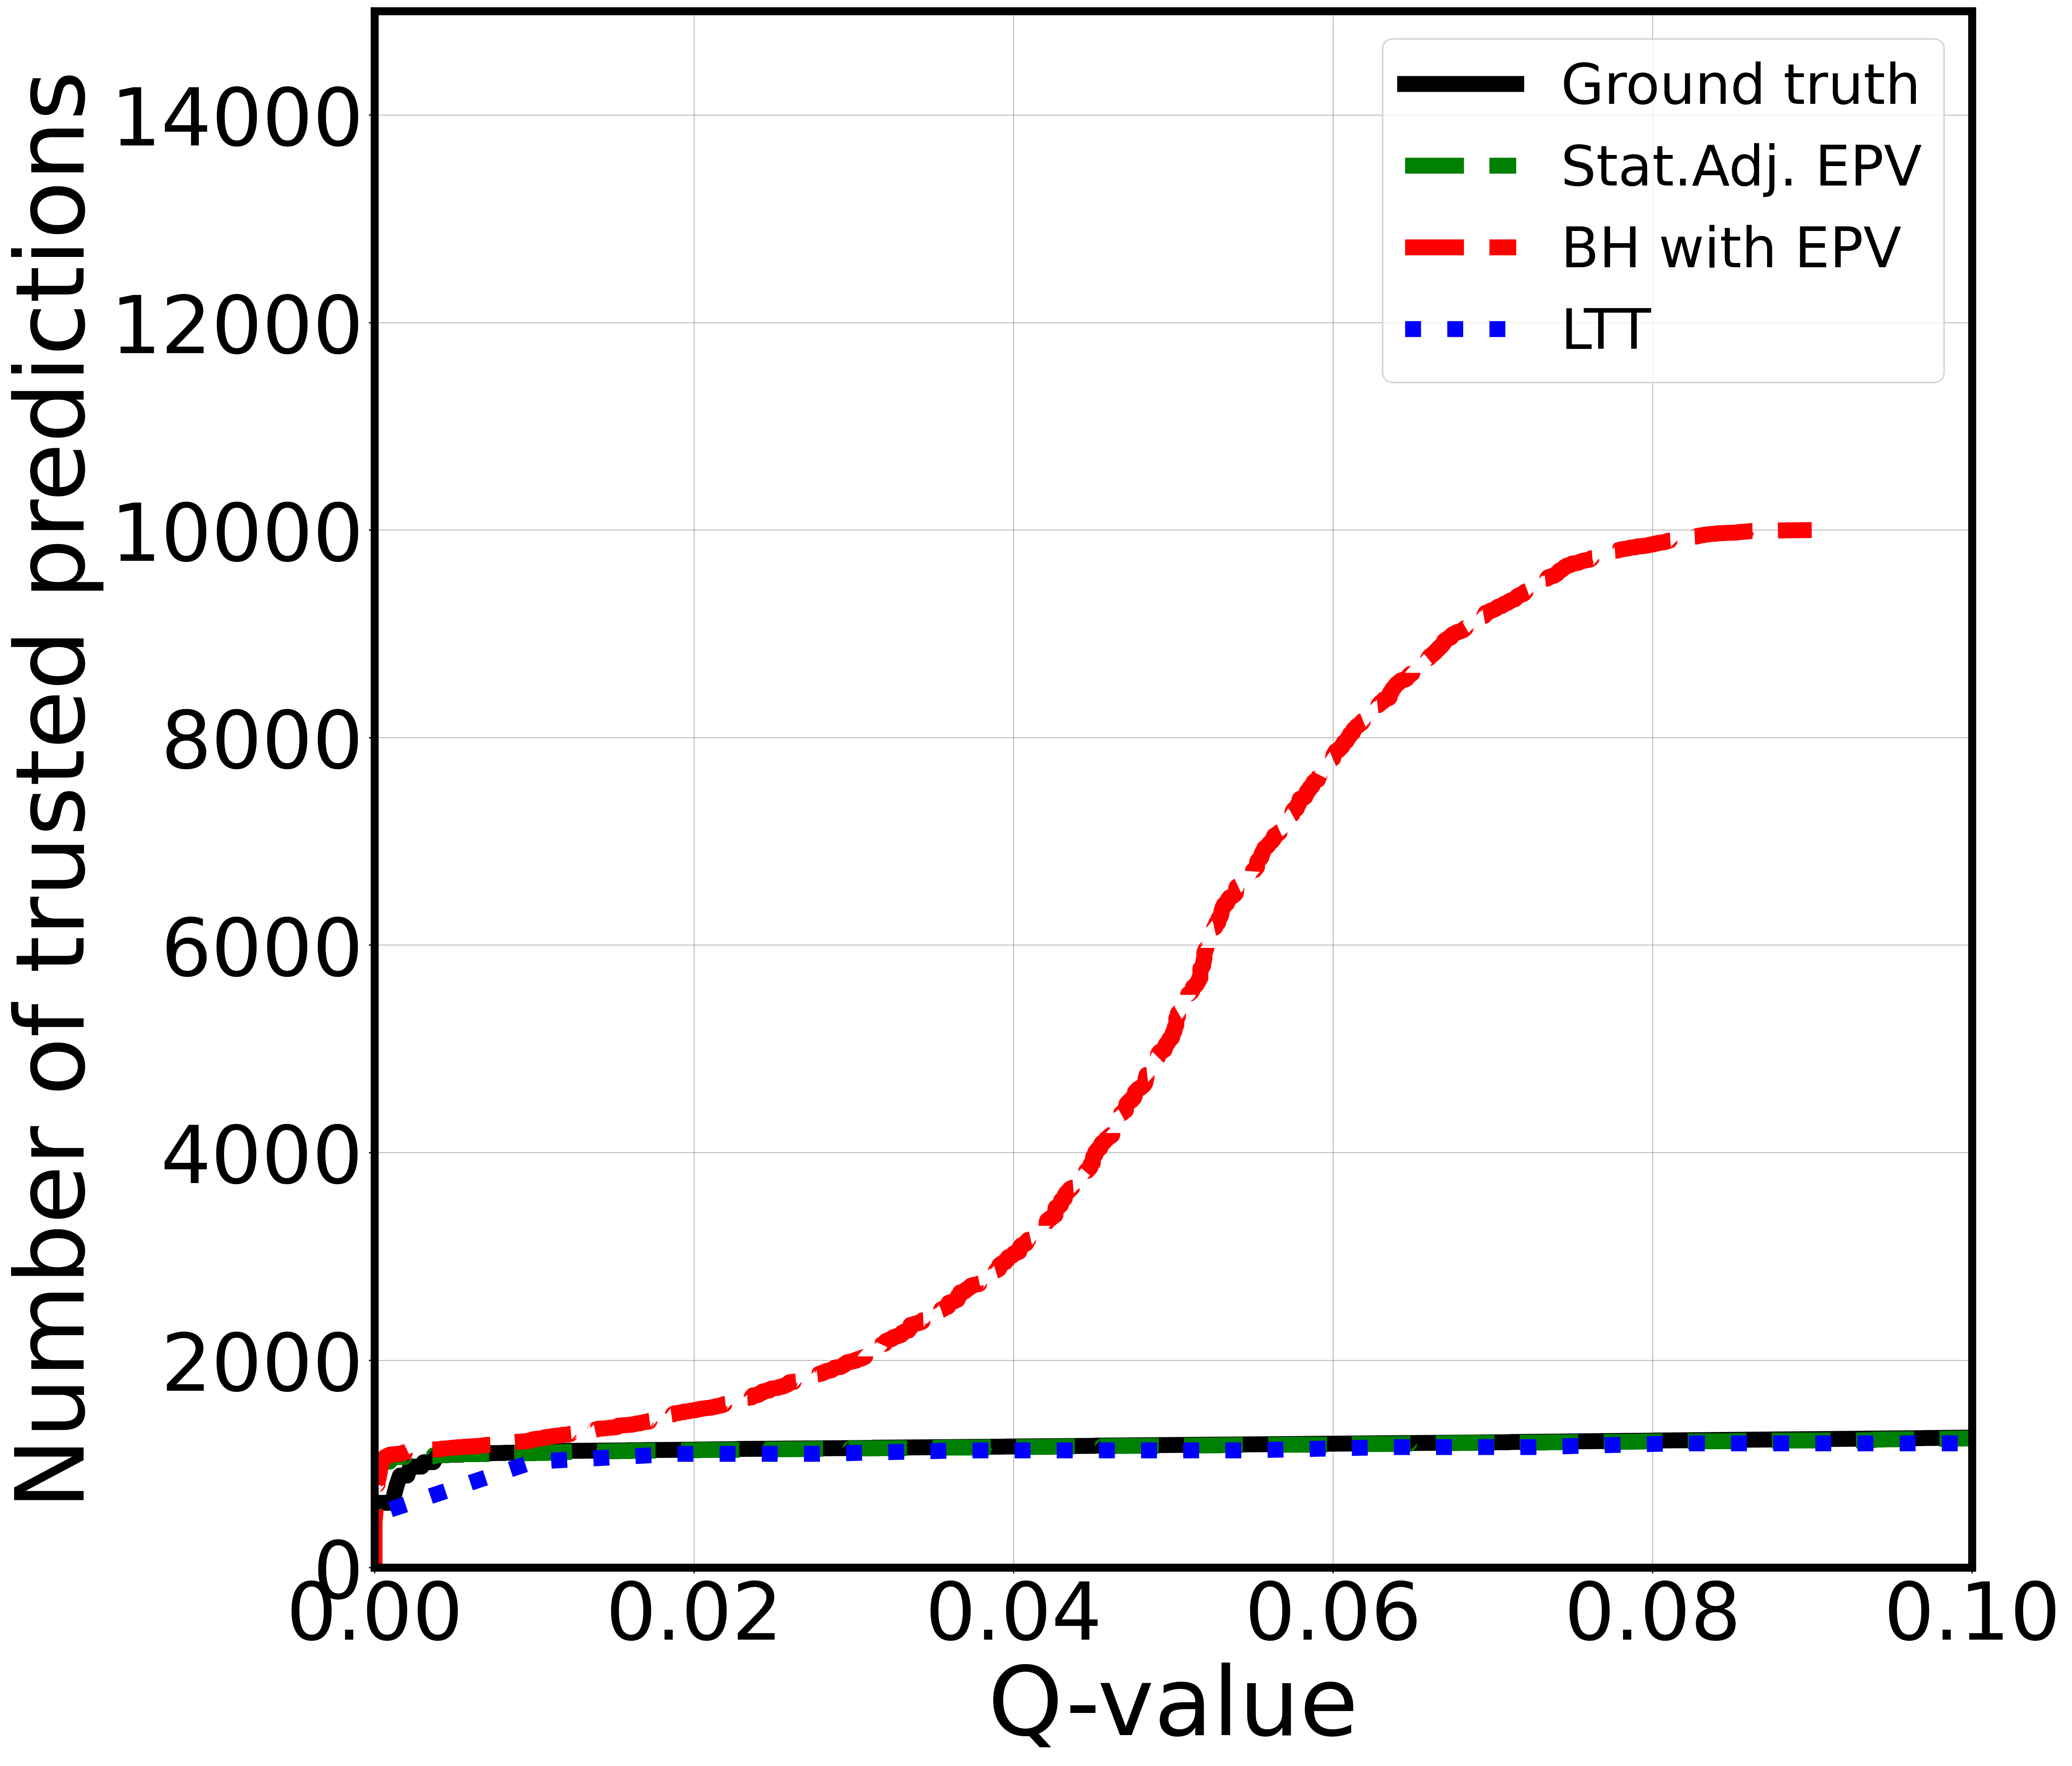 Number of trusted predictions
14000
12000
10000
8000
6000
4000
2000
0
Ground truth
Stat.Adj. EPV
BH with EPV
LTT
0.00 0.02 0.04 0.06 0.08 0.10
Q-value